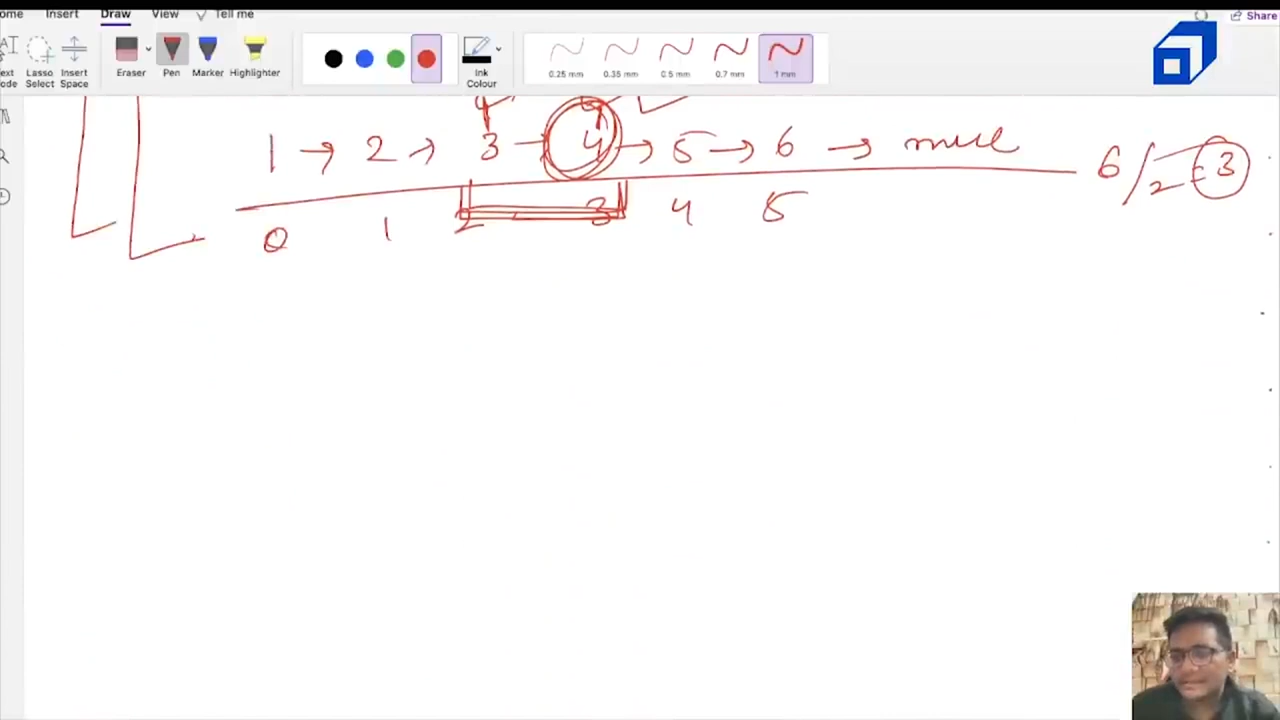 Home Insert Draw View Tell me
Share
Text Mode Lasso Select Insert Space Eraser Pen Marker Highlighter Ink Colour 0.25 mm 0.35 mm 0.5 mm 0.7 mm 1 mm
1 → 2 → 3 → 4 → 5 → 6 → null 6/2 = 3
0 1 2 3 4 5